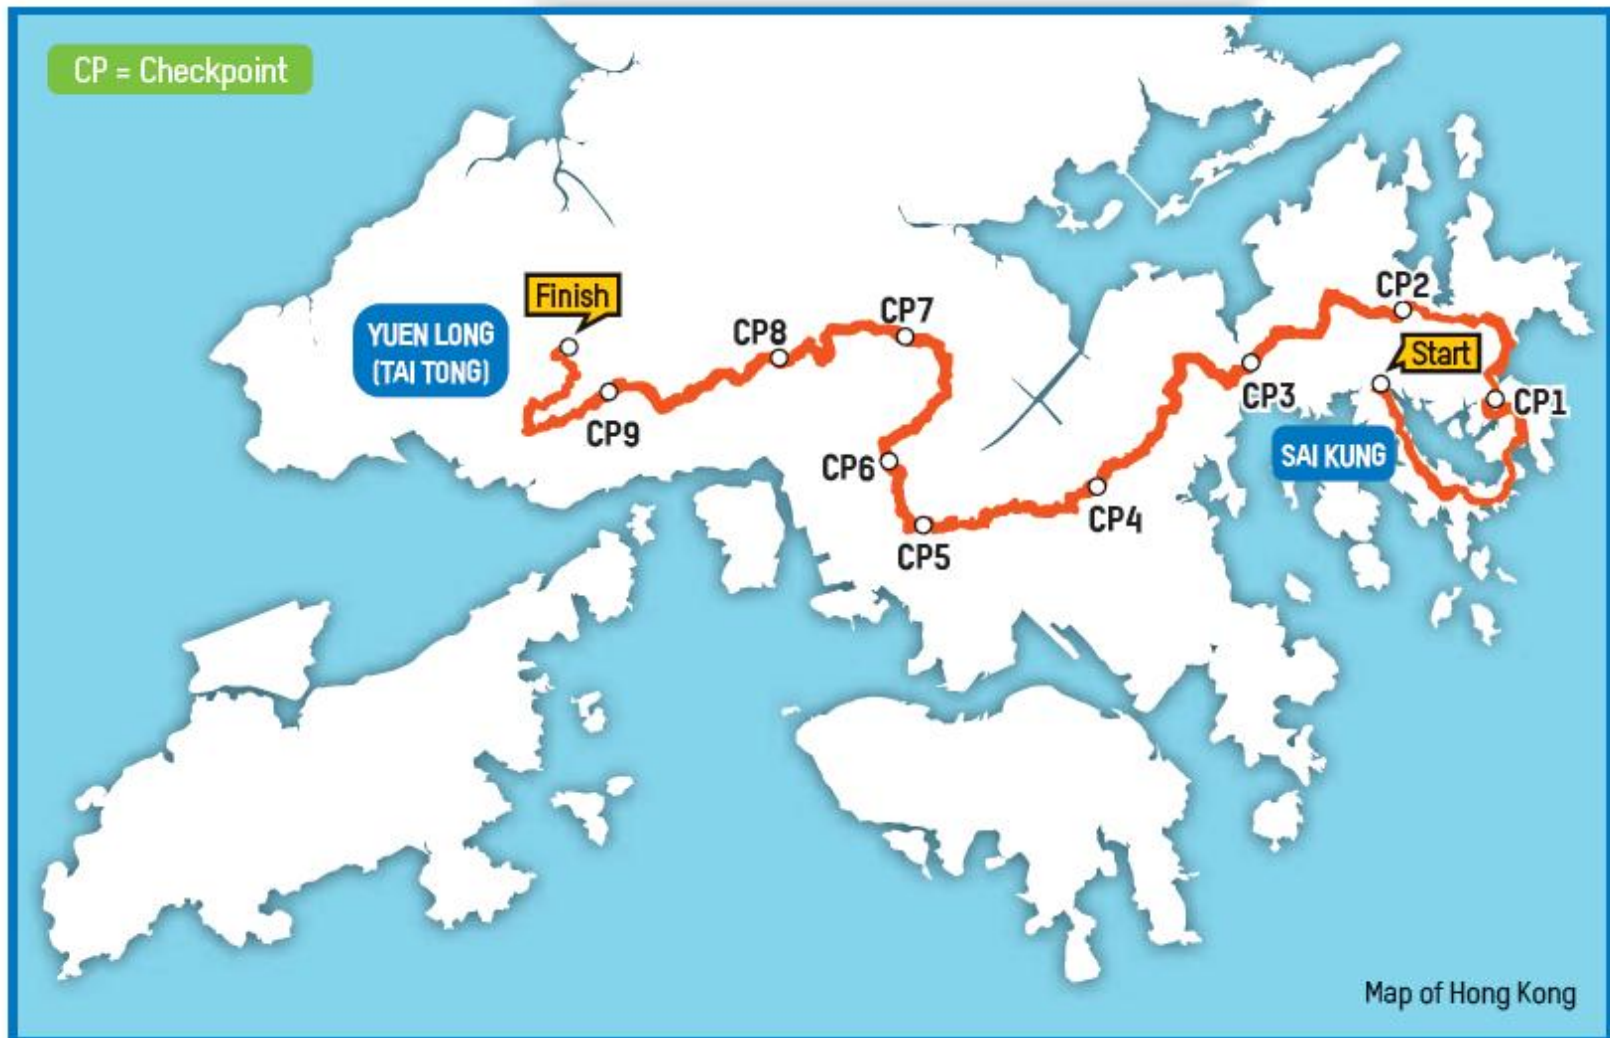 CP = Checkpoint
Finish
YUEN LONG
(TAI TONG)
CP9
CP8
CP7
CP6
CP5
CP4
CP3
CP2
Start
CP1
SAI KUNG
Map of Hong Kong